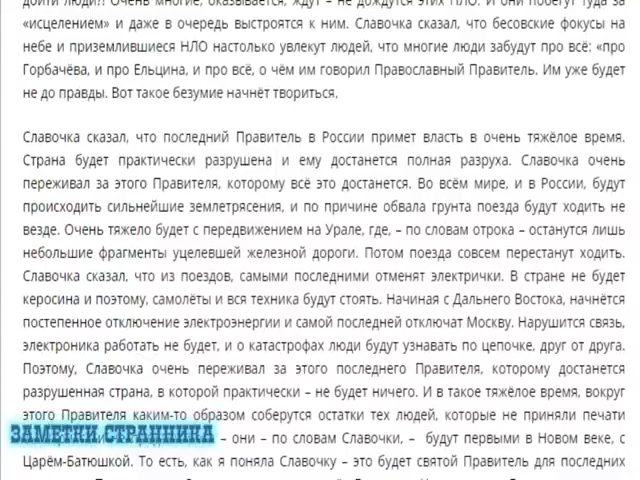 дойти люди!! Очень многие, оказывается, ждут – не дождутся этих НЛО. И они побегут туда за
«исцелением» и даже в очередь выстроятся к ним. Славочка сказал, что бесовские фокусы на
небе и приземлившиеся НЛО настолько увлекут людей, что многие люди забудут про всё: «про
Горбачёва, и про Ельцина, и про всё, о чём им говорил Православный Правитель. Им уже будет
не до правды. Вот такое безумие начнёт твориться.
Славочка сказал, что последний Правитель в России примет власть в очень тяжёлое время.
Страна будет практически разрушена и ему достанется полная разруха. Славочка очень
переживал за этого Правителя, которому всё это достанется. Во всём мире, и в России, будут
происходить сильнейшие землетрясения, и по причине обвала грунта поезда будут ходить не
везде. Очень тяжело будет с передвижением на Урале, где, – по словам отрока – останутся лишь
небольшие фрагменты уцелевшей железной дороги. Потом поезда совсем перестанут ходить.
Славочка сказал, что из поездов, самыми последними отменят электрички. В стране не будет
керосина и поэтому, самолёты и вся техника будут стоять. Начиная с Дальнего Востока, начнётся
постепенное отключение электроэнергии и самой последней отключат Москву. Нарушится связь,
электроника работать не будет, и о катастрофах люди будут узнавать по цепочке, друг от друга.
Поэтому, Славочка очень переживал за этого последнего Правителя, которому достанется
разрушенная страна, в которой практически – не будет ничего. И в такое тяжёлое время, вокруг
этого Правителя каким-то образом соберутся остатки тех людей, которые не приняли печати
ЗАМЕТКИ СТРАННИКА – они – по словам Славочки, – будут первыми в Новом веке, с
Царём-Батюшкой. То есть, как я поняла Славочку – это будет святой Правитель для последних